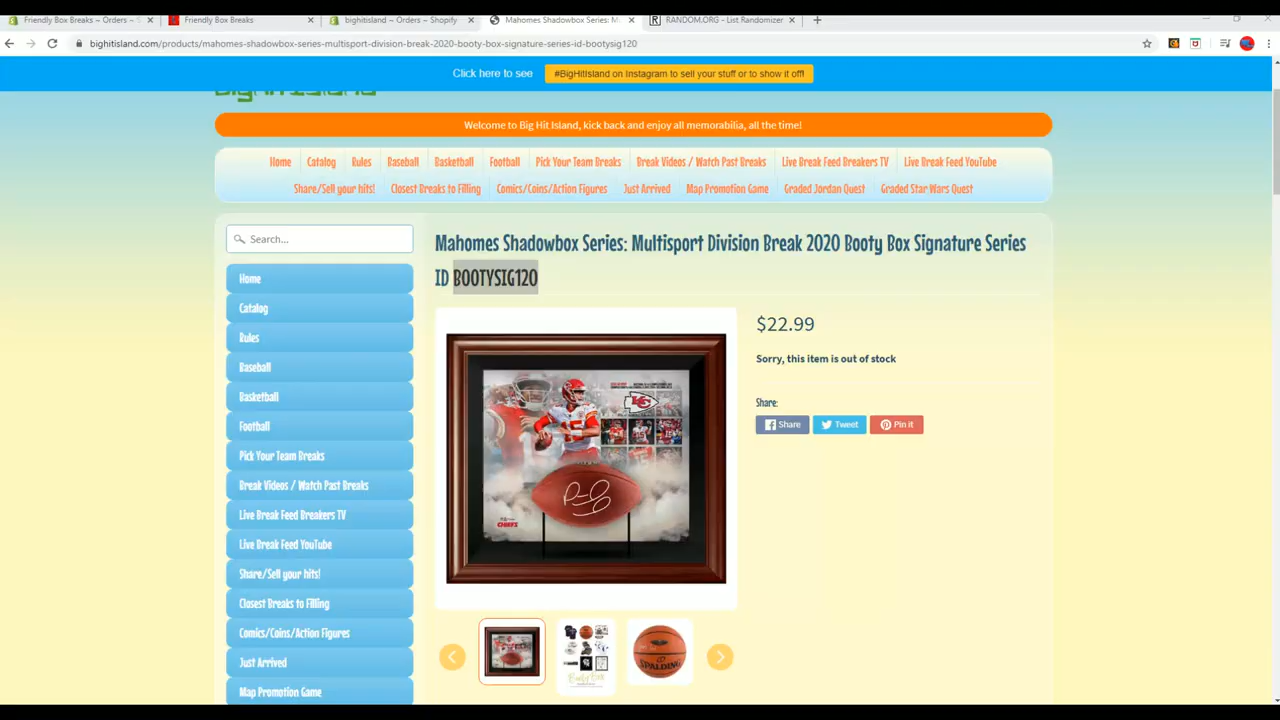 Friendly Box Breaks ~ Orders ~ S
Friendly Box Breaks
bighitisland ~ Orders ~ Shopify
Mahomes Shadowbox Series: M
RANDOM.ORG - List Randomizer
bighitisland.com/products/mahomes-shadowbox-series-multisport-division-break-2020-booty-box-signature-series-id-bootysig120
Click here to see
#BigHitIsland on Instagram to sell your stuff or to show it off!
Big Hit Island
Welcome to Big Hit Island, kick back and enjoy all memorabilia, all the time!
Home Catalog Rules Baseball Basketball Football Pick Your Team Breaks Break Videos / Watch Past Breaks Live Break Feed Breakers TV Live Break Feed YouTube
Share/Sell your hits! Closest Breaks to Filling Comics/Coins/Action Figures Just Arrived Map Promotion Game Graded Jordan Quest Graded Star Wars Quest
Search...
Home
Catalog
Rules
Baseball
Basketball
Football
Pick Your Team Breaks
Break Videos / Watch Past Breaks
Live Break Feed Breakers TV
Live Break Feed YouTube
Share/Sell your hits!
Closest Breaks to Filling
Comics/Coins/Action Figures
Just Arrived
Map Promotion Game
Mahomes Shadowbox Series: Multisport Division Break 2020 Booty Box Signature Series
ID BOOTYSIG120
$22.99
Sorry, this item is out of stock
Share:
Share
Tweet
Pin it
KC
15
CHIEFS
SPALDING